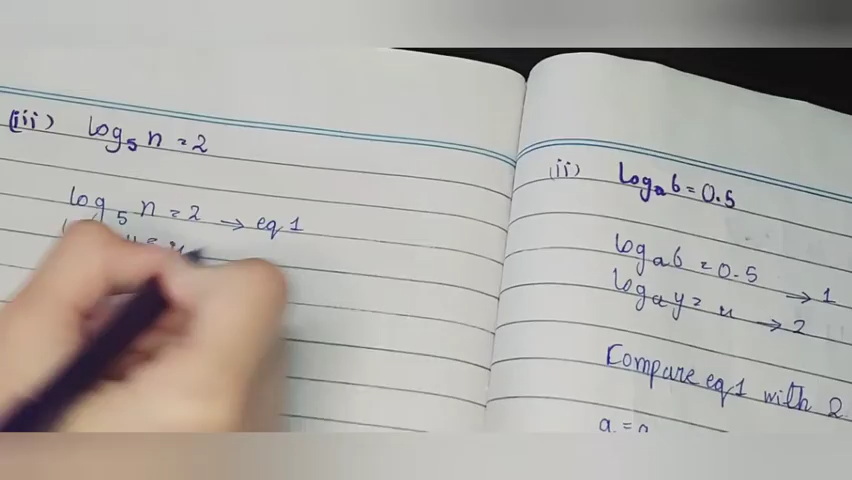 (iii) log₅ n = 2
log₅ n = 2 → eq 1
(ii) logₐ 6 = 0.5
logₐ 6 = 0.5 → 1
logₐ y = x → 2
Compare eq 1 with 2
a = a